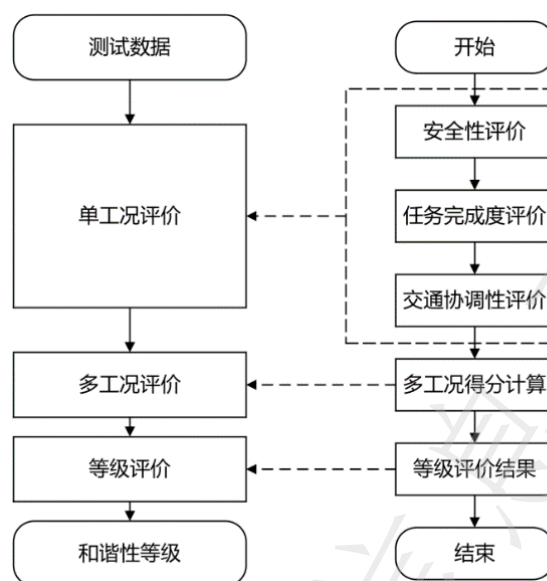 测试数据
开始
安全性评价
单工况评价
任务完成度评价
交通协调性评价
多工况评价
多工况得分计算
等级评价
等级评价结果
和谐性等级
结束